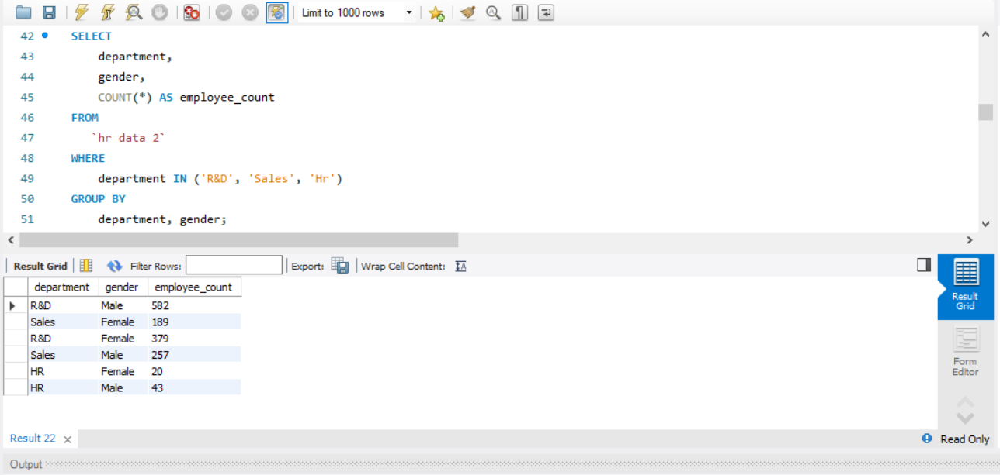 Limit to 1000 rows
42 SELECT
43 department,
44 gender,
45 COUNT(*) AS employee_count
46 FROM
47 `hr data 2`
48 WHERE
49 department IN ('R&D', 'Sales', 'Hr')
50 GROUP BY
51 department, gender;
Result Grid Filter Rows: Export: Wrap Cell Content:
department gender employee_count
R&D Male 582
Sales Female 189
R&D Female 379
Sales Male 257
HR Female 20
HR Male 43
Result
Grid
Form
Editor
Result 22 Read Only
Output